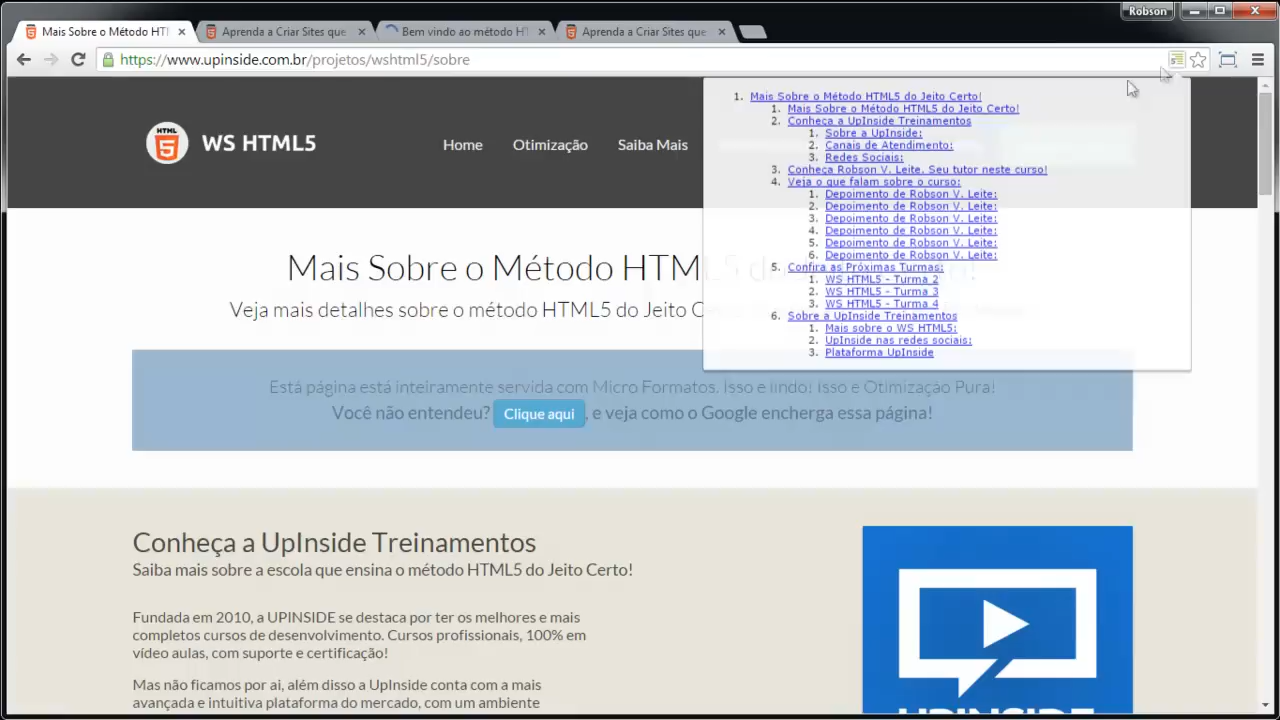 Robson
Mais Sobre o Método HT
Aprenda a Criar Sites que
Bem vindo ao método HT
Aprenda a Criar Sites que
https://www.upinside.com.br/projetos/wshtml5/sobre
HTML
5
WS HTML5
Home
Otimização
Saiba Mais
1. Mais Sobre o Método HTML5 do Jeito Certo!
1. Mais Sobre o Método HTML5 do Jeito Certo!
2. Conheça a UpInside Treinamentos
1. Sobre a UpInside:
2. Canais de Atendimento:
3. Redes Sociais:
3. Conheça Robson V. Leite. Seu tutor neste curso!
4. Veja o que falam sobre o curso:
1. Depoimento de Robson V. Leite:
2. Depoimento de Robson V. Leite:
3. Depoimento de Robson V. Leite:
4. Depoimento de Robson V. Leite:
5. Depoimento de Robson V. Leite:
6. Depoimento de Robson V. Leite:
5. Confira as Próximas Turmas:
1. WS HTML5 - Turma 2
2. WS HTML5 - Turma 3
3. WS HTML5 - Turma 4
6. Sobre a UpInside Treinamentos
1. Mais sobre o WS HTML5:
2. UpInside nas redes sociais:
3. Plataforma UpInside
Mais Sobre o Método HTML5 d
Veja mais detalhes sobre o método HTML5 do Jeito C
Está página está inteiramente servida com Micro Formatos. Isso e lindo! Isso e Otimização Pura!
Você não entendeu? Clique aqui, e veja como o Google encherga essa página!
Conheça a UpInside Treinamentos
Saiba mais sobre a escola que ensina o método HTML5 do Jeito Certo!
Fundada em 2010, a UPINSIDE se destaca por ter os melhores e mais
completos cursos de desenvolvimento. Cursos profissionais, 100% em
vídeo aulas, com suporte e certificação!
Mas não ficamos por ai, além disso a UpInside conta com a mais
avançada e intuitiva plataforma do mercado, com um ambiente
UPINSIDE